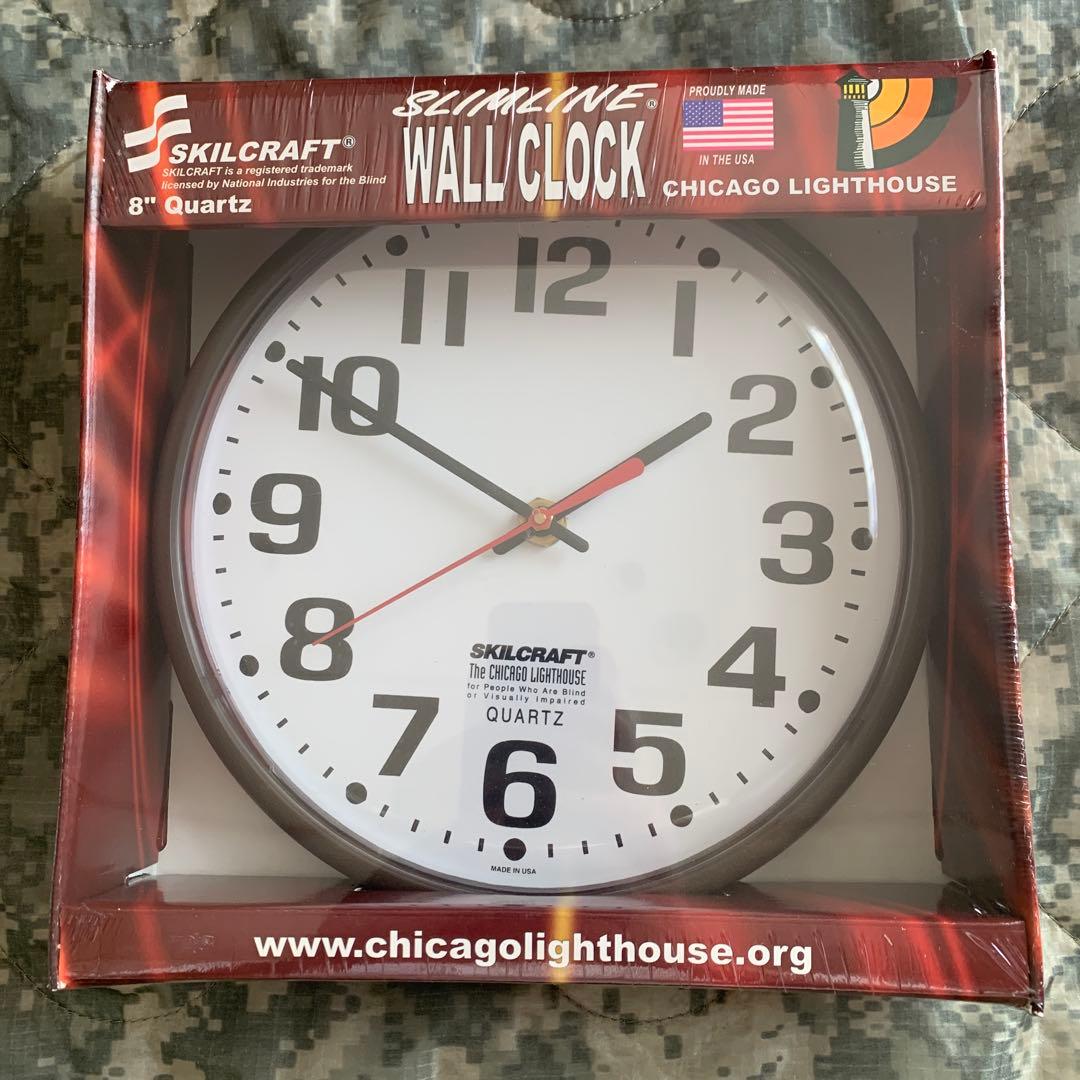 SKILCRAFT®
SKILCRAFT is a registered trademark
licensed by National Industries for the Blind
8" Quartz
SLIMLINE®
WALL CLOCK
PROUDLY MADE
IN THE USA
CHICAGO LIGHTHOUSE
12
11
1
10
2
9
3
8
4
7
5
6
SKILCRAFT®
The CHICAGO LIGHTHOUSE
for People Who Are Blind
or Visually Impaired
QUARTZ
MADE IN USA
www.chicagolighthouse.org